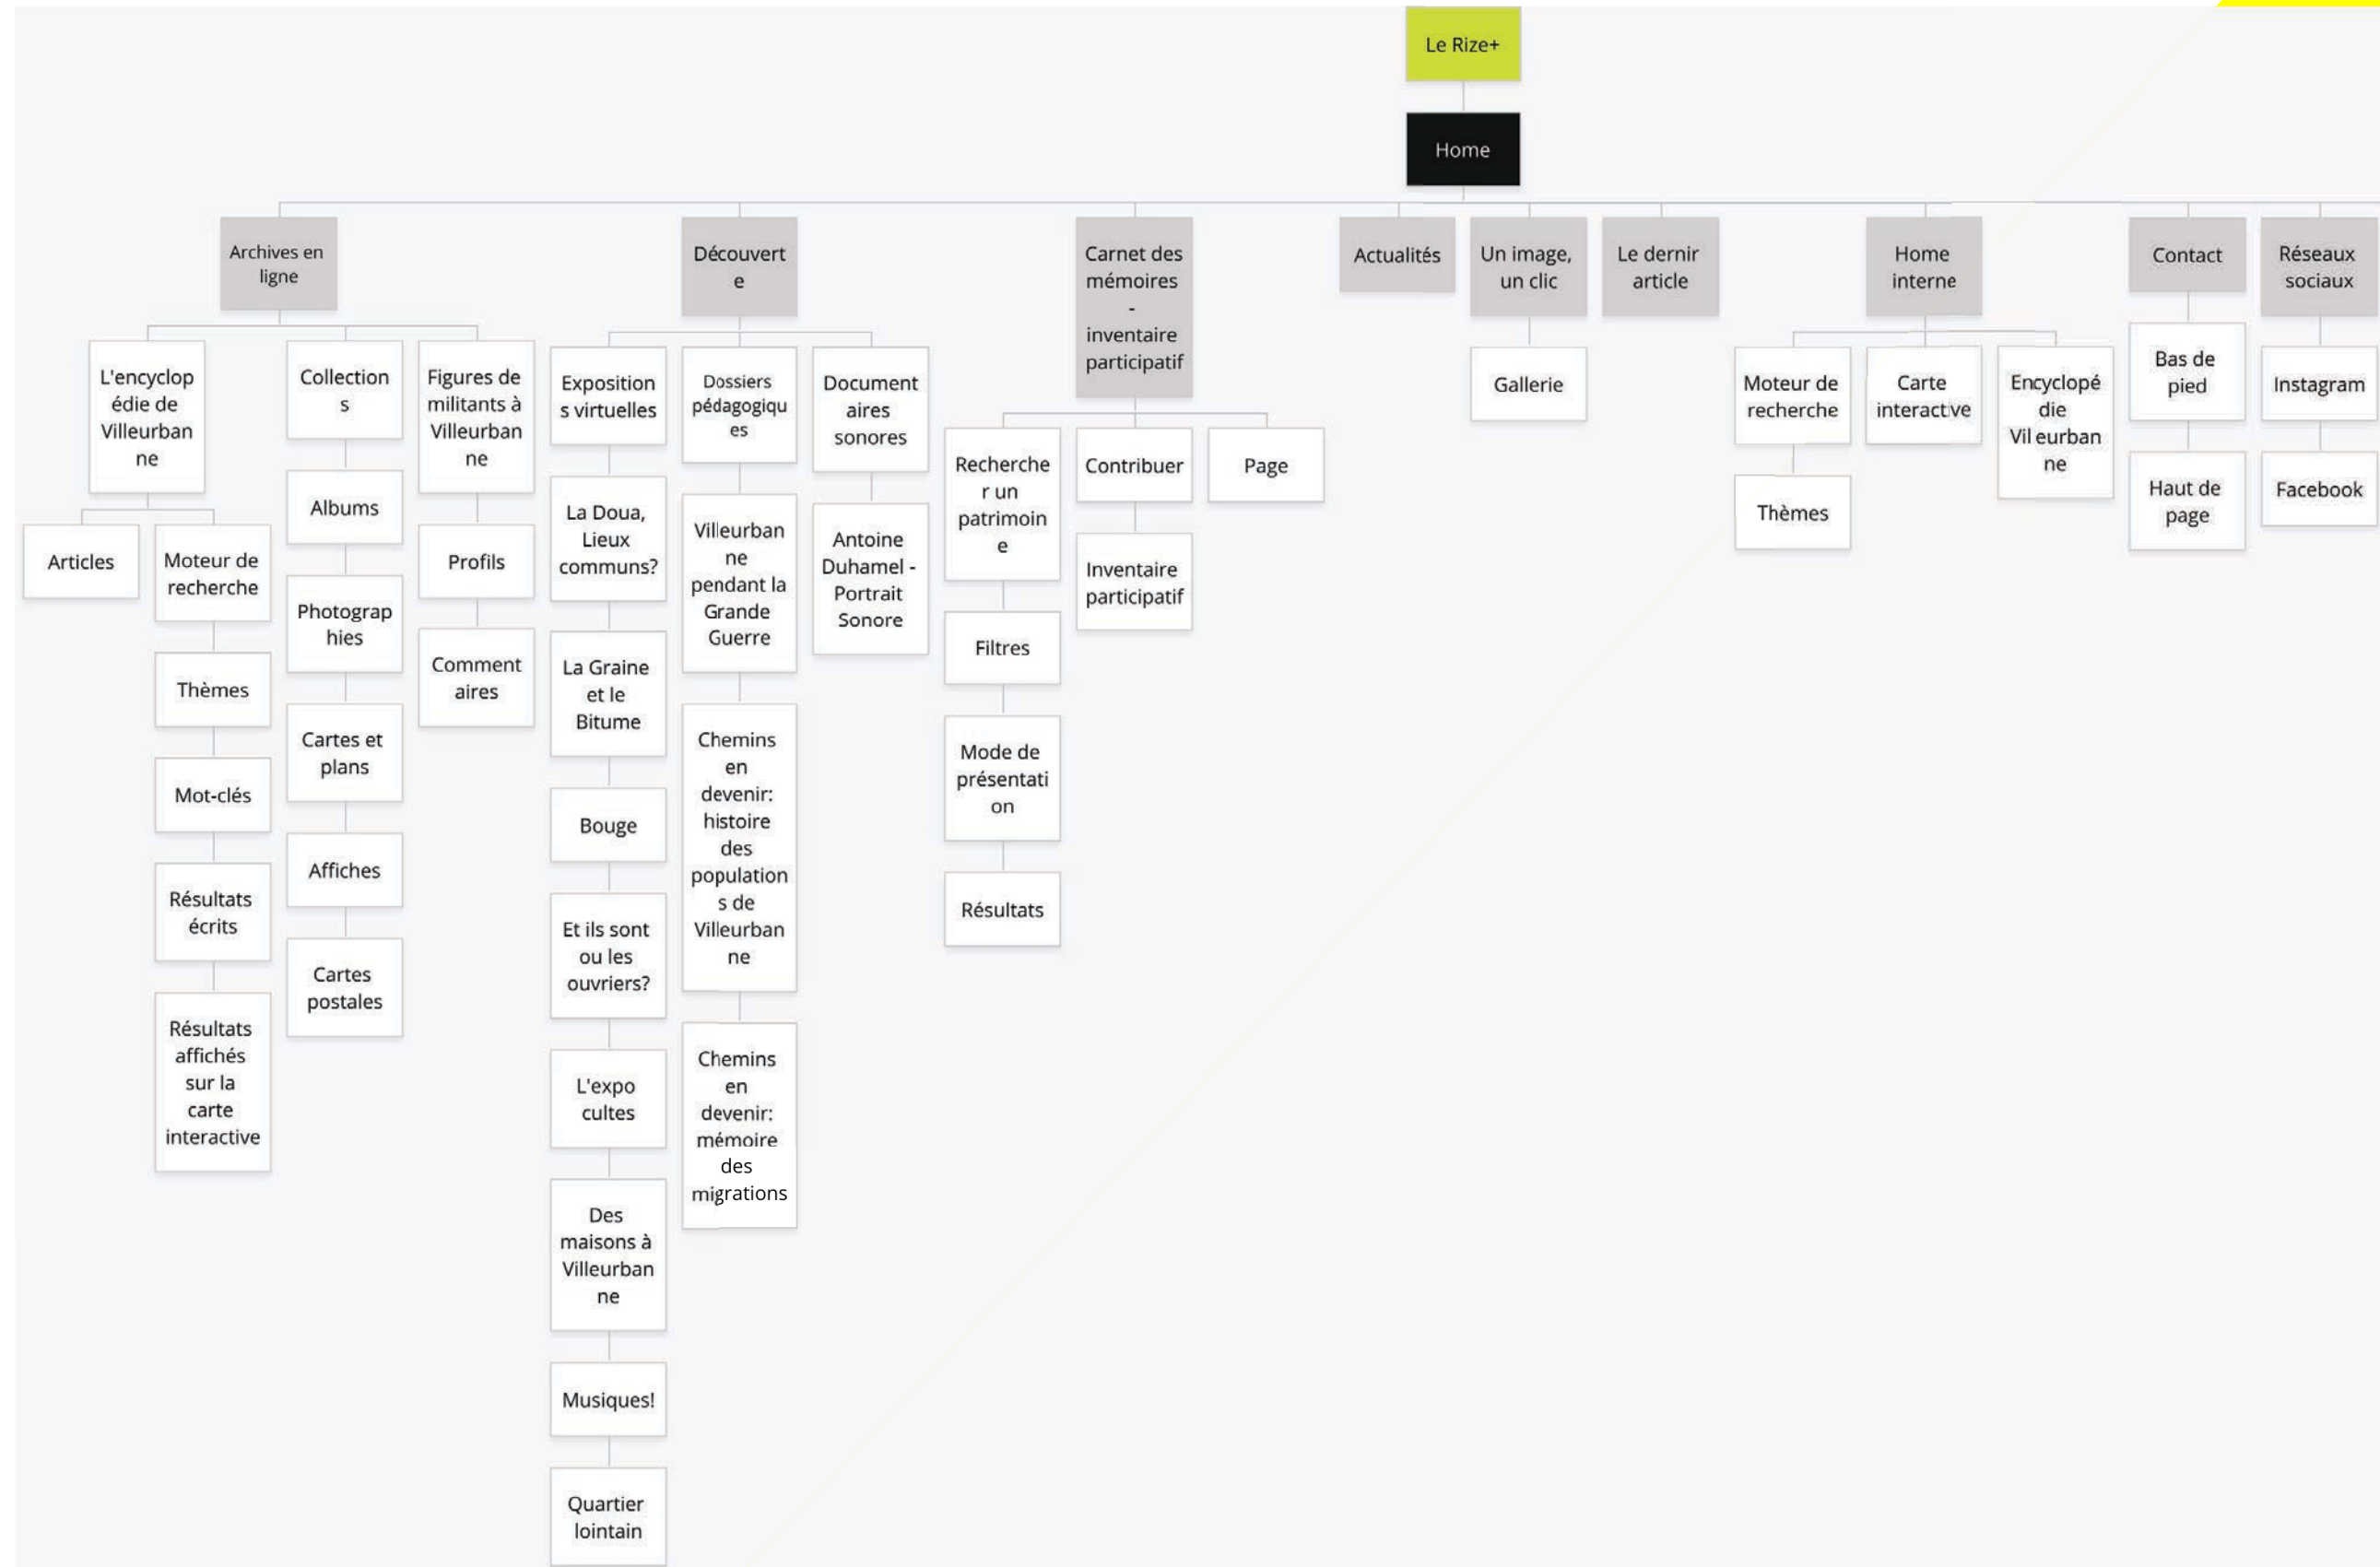 Le Rize+
Home
Archives en
ligne
Découvert
e
Carnet des
mémoires
-
inventaire
participatif
Actualités
Un image,
un clic
Le dernir
article
Home
interne
Contact
Réseaux
sociaux
L'encyclop
édie de
Villeurban
ne
Articles
Moteur de
recherche
Thèmes
Mot-clés
Résultats
écrits
Résultats
affichés
sur la
carte
interactive
Collection
s
Albums
Photograp
hies
Cartes et
plans
Affiches
Cartes
postales
Figures de
militants à
Villeurban
ne
Profils
Comment
aires
Exposition
s virtuelles
La Doua,
Lieux
communs?
La Graine
et le
Bitume
Bouge
Et ils sont
ou les
ouvriers?
L'expo
cultes
Des
maisons à
Villeurban
ne
Musiques!
Quartier
lointain
Dossiers
pédagogiqu
es
Villeurban
ne
pendant la
Grande
Guerre
Chemins
en
devenir:
histoire
des
population
s de
Villeurban
ne
Chemins
en
devenir:
mémoire
des
migrations
Document
aires
sonores
Antoine
Duhamel -
Portrait
Sonore
Recherche
r un
patrimoin
e
Filtres
Mode de
présentati
on
Résultats
Contribuer
Inventaire
participatif
Page
Gallerie
Moteur de
recherche
Thèmes
Carte
interactive
Encyclopé
die
Vil eurban
ne
Bas de
pied
Haut de
page
Instagram
Facebook